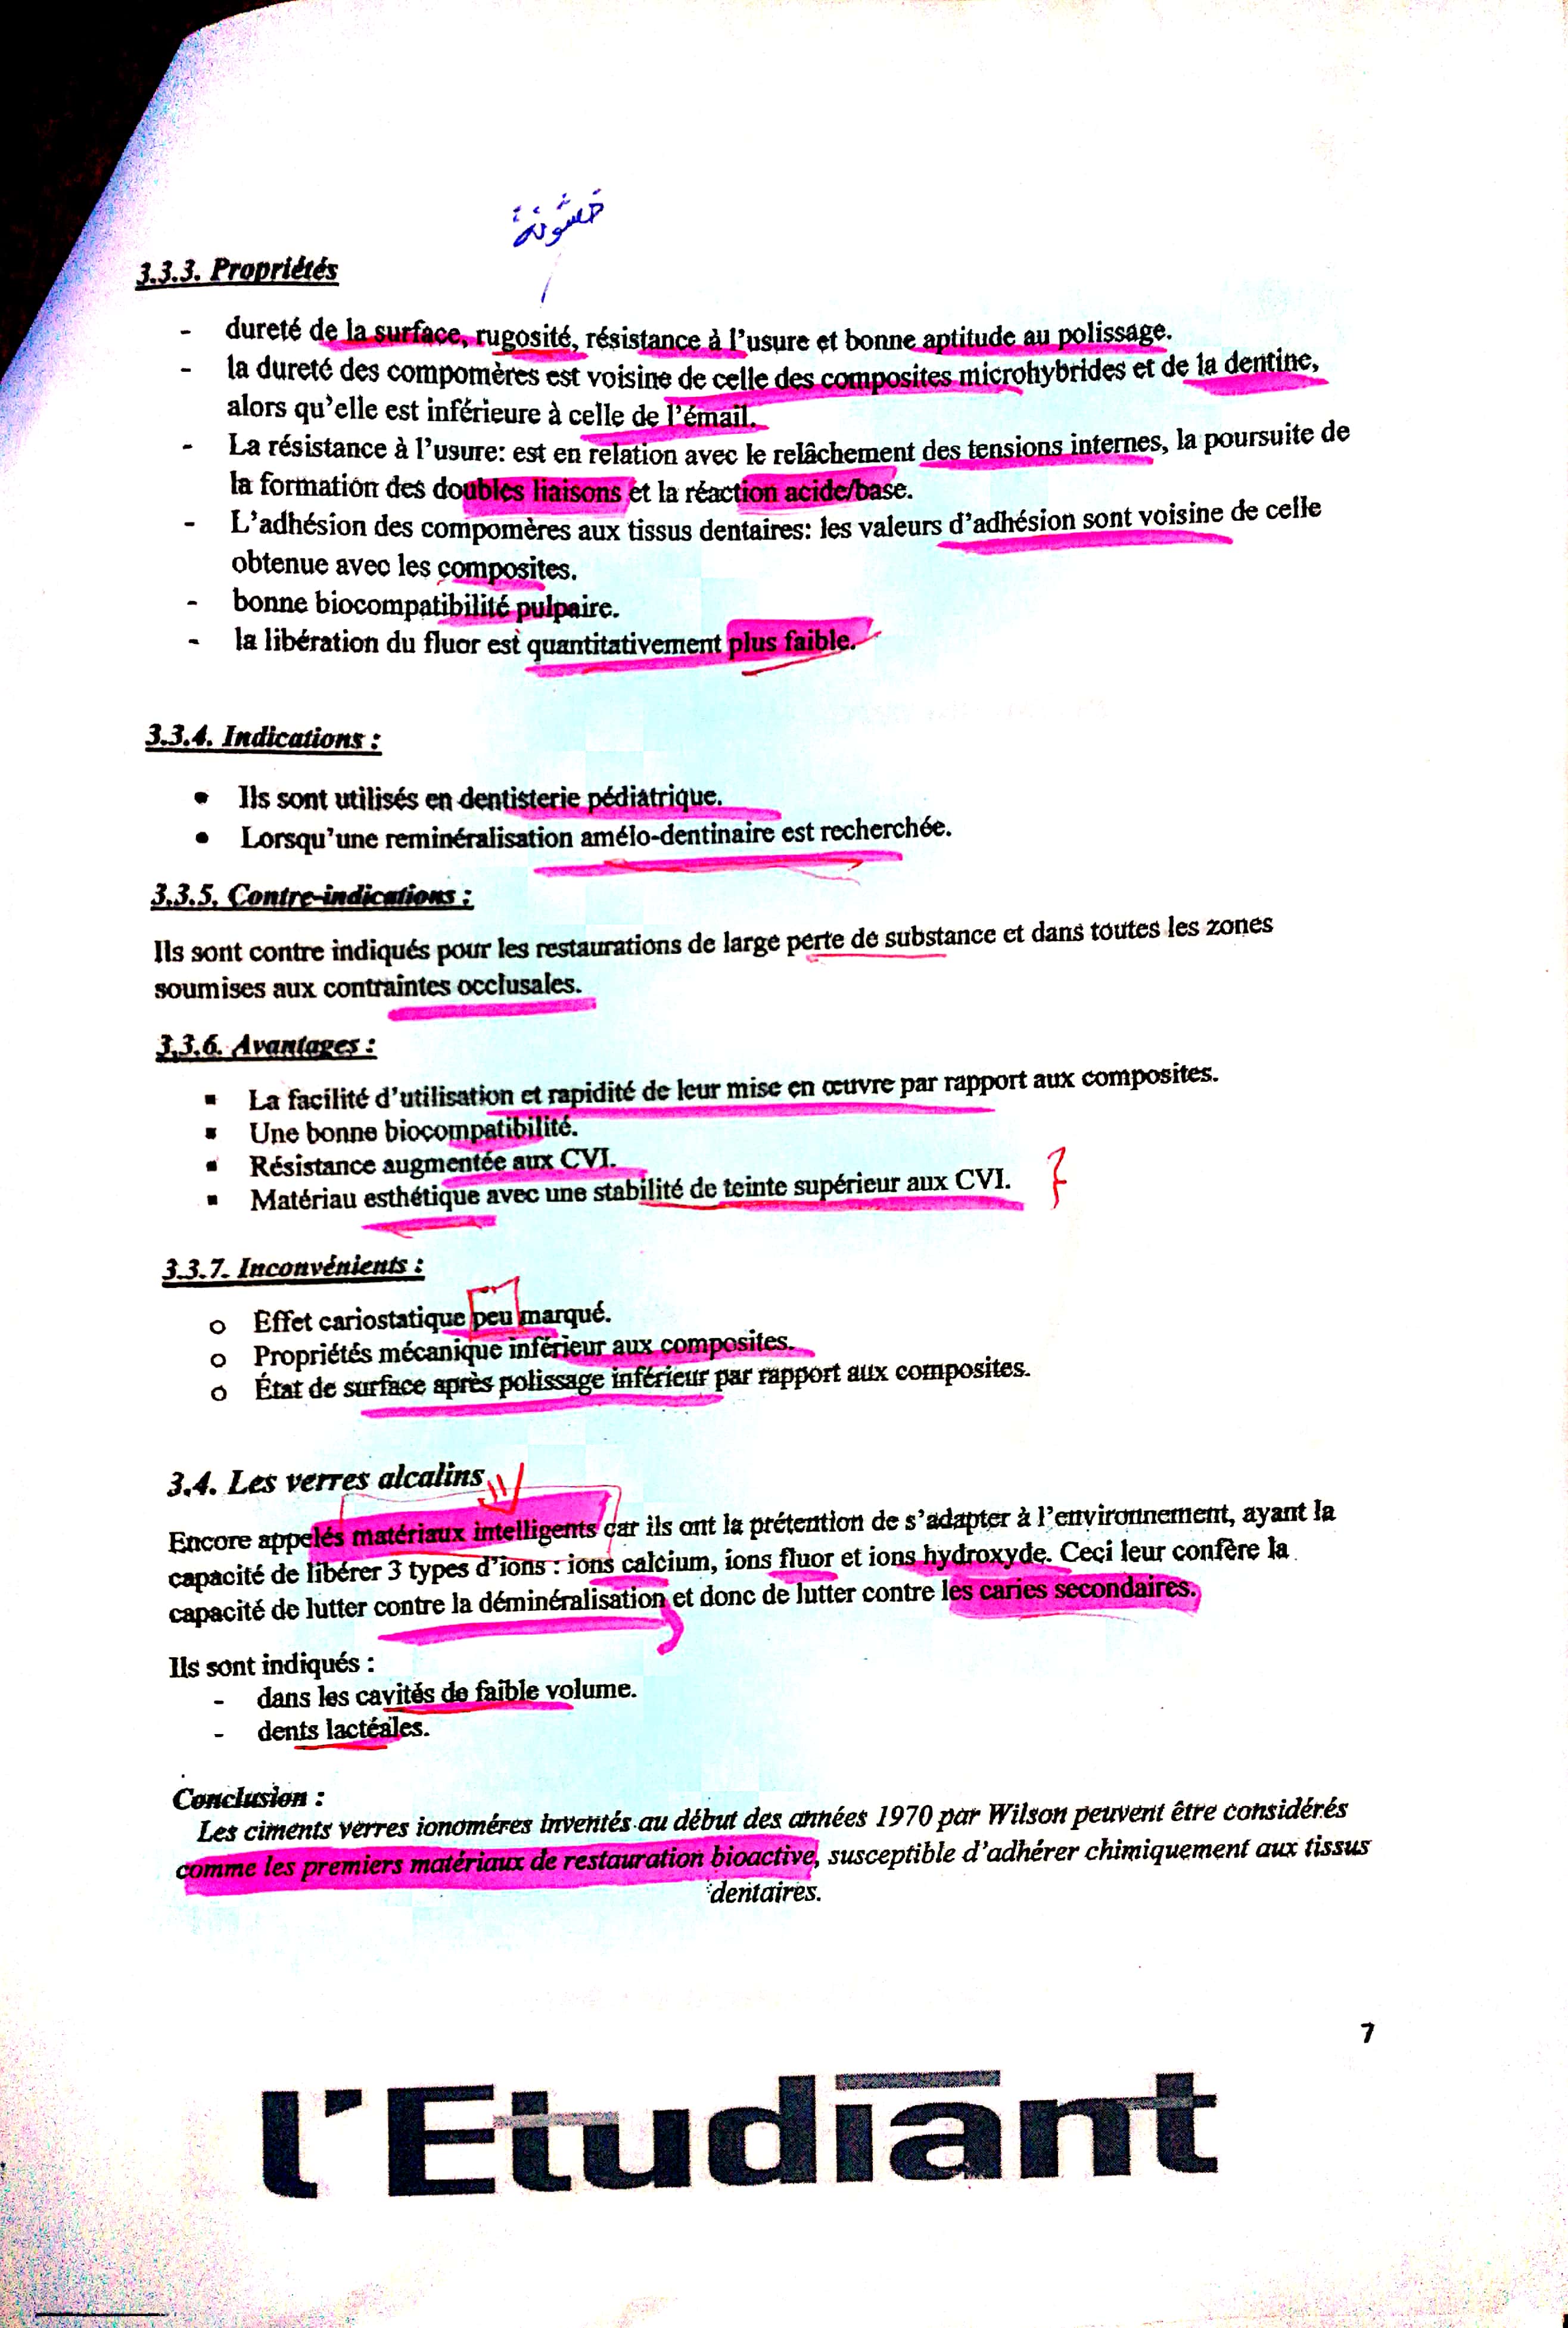 خشونة
3.3.3. Propriétés
- dureté de la surface, rugosité, résistance à l'usure et bonne aptitude au polissage.
- la dureté des compomères est voisine de celle des composites microhybrides et de la dentine,
alors qu'elle est inférieure à celle de l'émail.
- La résistance à l'usure: est en relation avec le relâchement des tensions internes, la poursuite de
la formation des doubles liaisons et la réaction acide/base.
- L'adhésion des compomères aux tissus dentaires: les valeurs d'adhésion sont voisine de celle
obtenue avec les composites.
- bonne biocompatibilité pulpaire.
- la libération du fluor est quantitativement plus faible.
3.3.4. Indications :
• Ils sont utilisés en dentisterie pédiatrique.
• Lorsqu'une reminéralisation amélo-dentinaire est recherchée.
3.3.5. Contre-indications :
Ils sont contre indiqués pour les restaurations de large perte de substance et dans toutes les zones
soumises aux contraintes occlusales.
3.3.6. Avantages :
▪ La facilité d'utilisation et rapidité de leur mise en œuvre par rapport aux composites.
▪ Une bonne biocompatibilité.
▪ Résistance augmentée aux CVI.
▪ Matériau esthétique avec une stabilité de teinte supérieur aux CVI.
3.3.7. Inconvénients :
o Effet cariostatique peu marqué.
o Propriétés mécanique inférieur aux composites.
o État de surface après polissage inférieur par rapport aux composites.
3.4. Les verres alcalins
Encore appelés matériaux intelligents car ils ont la prétention de s'adapter à l'environnement, ayant la
capacité de libérer 3 types d'ions : ions calcium, ions fluor et ions hydroxyde. Ceci leur confère la
capacité de lutter contre la déminéralisation et donc de lutter contre les caries secondaires.
Ils sont indiqués :
- dans les cavités de faible volume.
- dents lactéales.
Conclusion :
Les ciments verres ionoméres inventés au début des années 1970 par Wilson peuvent être considérés
comme les premiers matériaux de restauration bioactive, susceptible d'adhérer chimiquement aux tissus
dentaires.
7
l'Etudiant